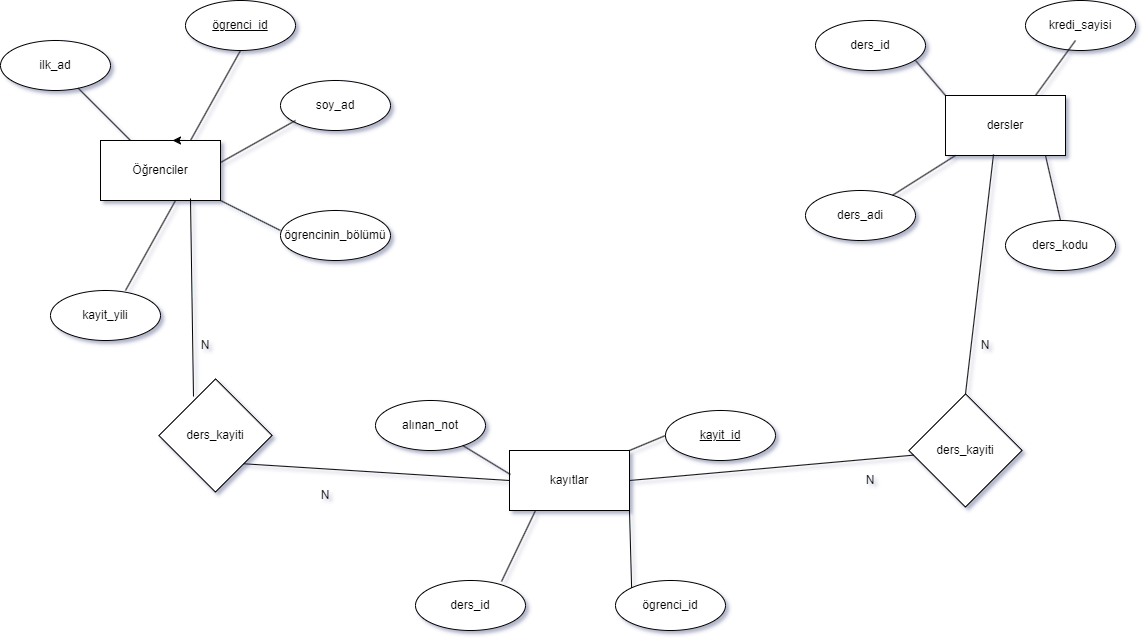 ögrenci_id
kredi_sayisi
ders_id
ilk_ad
soy_ad
dersler
Öğrenciler
ders_adi
ögrencinin_bölümü
ders_kodu
kayit_yili
N
N
alınan_not
kayit_id
ders_kayiti
ders_kayiti
kayıtlar
N
N
ders_id
ögrenci_id